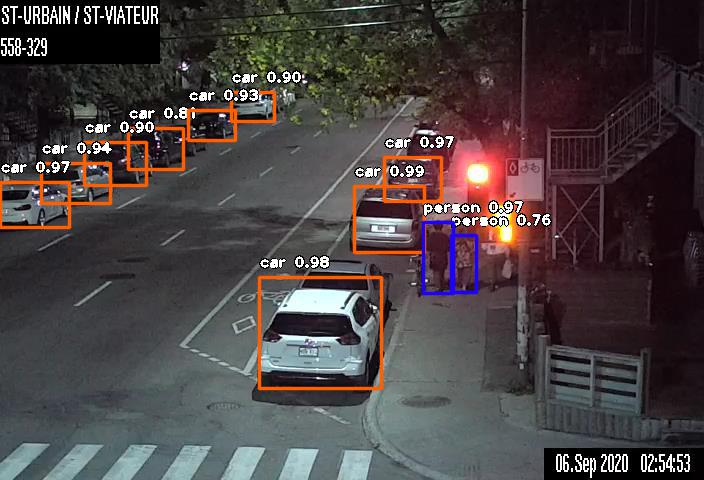 ST-URBAIN / ST-VIATEUR
558-329
car 0.90
car 0.93
car 0.81
car 0.90
car 0.94
car 0.97
car 0.97
car 0.99
person 0.97
person 0.76
car 0.98
06.Sep 2020 02:54:53